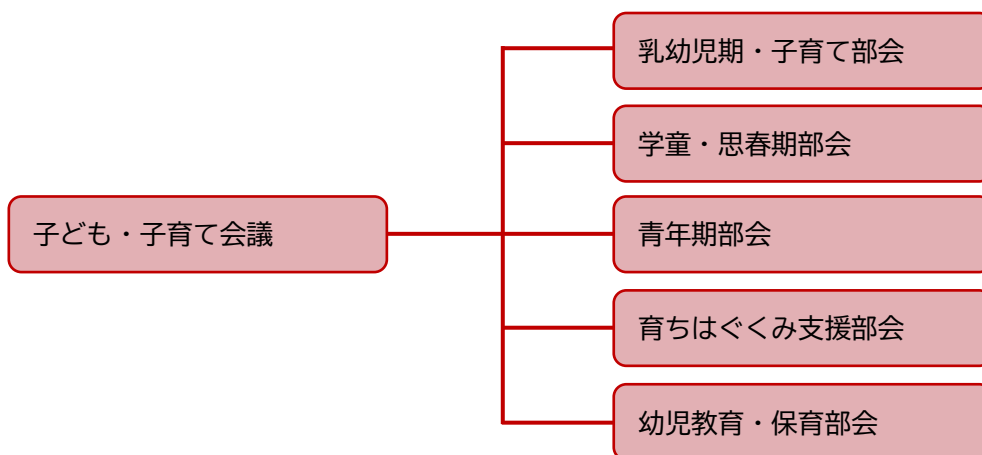 子ども・子育て会議
乳幼児期・子育て部会
学童・思春期部会
青年期部会
育ちはぐくみ支援部会
幼児教育・保育部会